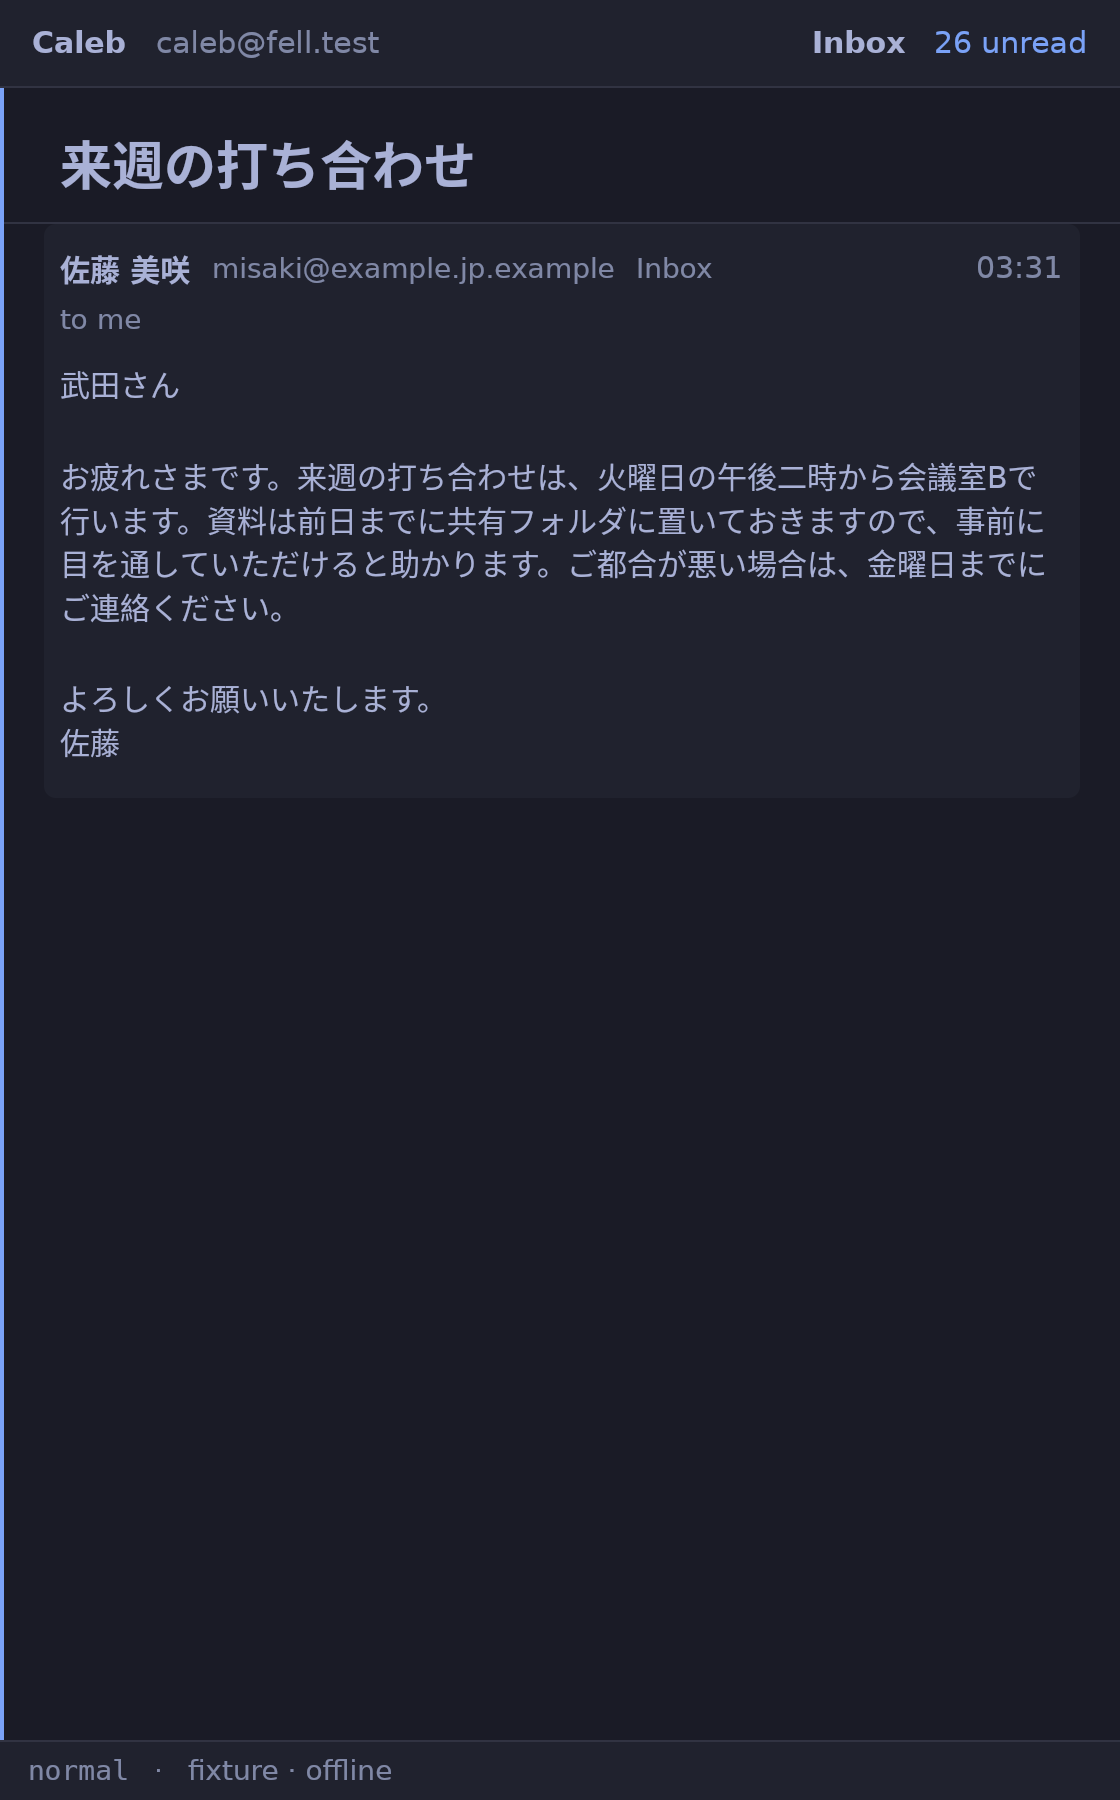 Caleb caleb@fell.test Inbox 26 unread
来週の打ち合わせ
佐藤 美咲 misaki@example.jp.example Inbox 03:31
to me
武田さん
お疲れさまです。来週の打ち合わせは、火曜日の午後二時から会議室Bで
行います。資料は前日までに共有フォルダに置いておきますので、事前に
目を通していただけると助かります。ご都合が悪い場合は、金曜日までに
ご連絡ください。
よろしくお願いいたします。
佐藤
normal · fixture · offline